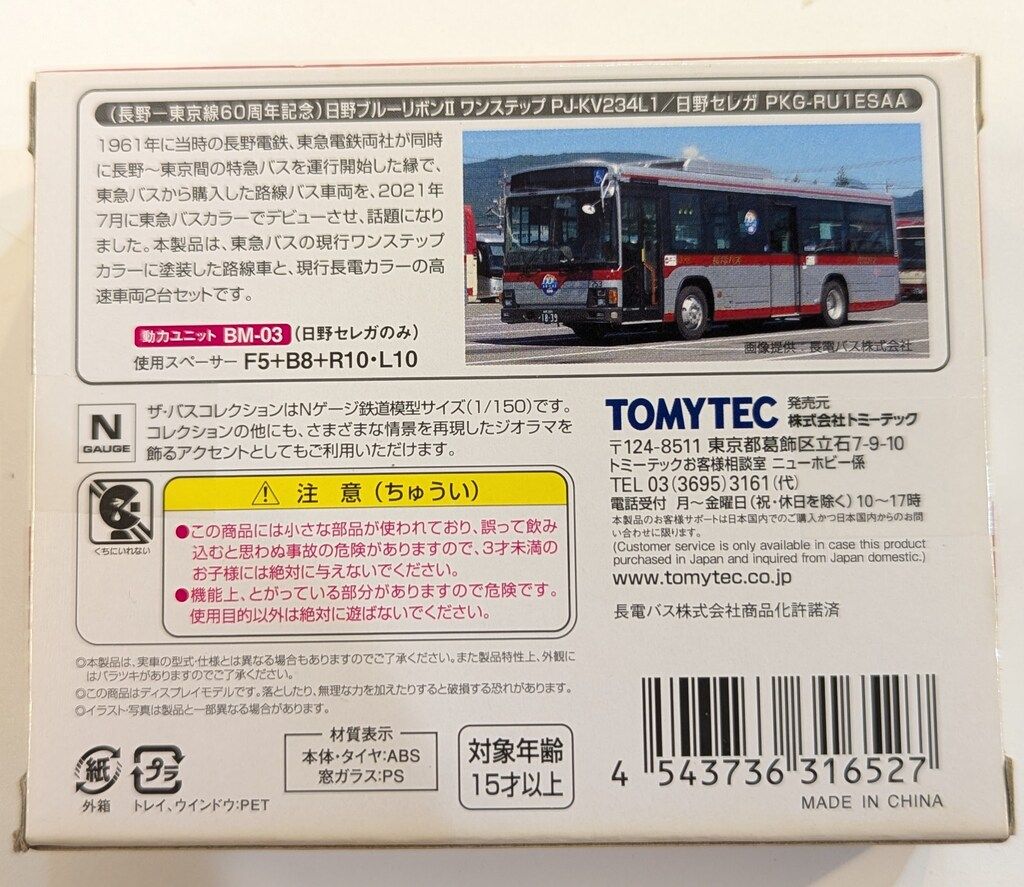 (長野ー東京線60周年記念)日野ブルーリボンⅡ ワンステップ PJ-KV234L1/日野セレガ PKG-RU1ESAA
1961年に当時の長野電鉄、東急電鉄両社が同時
に長野〜東京間の特急バスを運行開始した縁で、
東急バスから購入した路線バス車両を、2021年
7月に東急バスカラーでデビューさせ、話題になり
ました。本製品は、東急バスの現行ワンステップ
カラーに塗装した路線車と、現行長電カラーの高
速車両2台セットです。
動力ユニット BM-03 (日野セレガのみ)
使用スペーサー F5+B8+R10・L10
画像提供:長電バス株式会社
N
GAUGE
ザ・バスコレクションはNゲージ鉄道模型サイズ(1/150)です。
コレクションの他にも、さまざまな情景を再現したジオラマを
飾るアクセントとしてもご利用いただけます。
くちにいれない
⚠ 注 意(ちゅうい)
●この商品には小さな部品が使われており、誤って飲み
込むと思わぬ事故の危険がありますので、3才未満の
お子様には絶対に与えないでください。
●機能上、とがっている部分がありますので危険です。
使用目的以外は絶対に遊ばないでください。
◎本製品は、実車の型式・仕様とは異なる場合もありますのでご了承ください。また製品特性上、外観に
はバラツキがありますのでご了承ください。
◎この商品はディスプレイモデルです。落としたり、無理な力を加えたりすると破損する恐れがあります。
◎イラスト・写真は製品と一部異なる場合があります。
紙
外箱
プラ
トレイ、ウインドウ:PET
材質表示
本体・タイヤ:ABS
窓ガラス:PS
対象年齢
15才以上
TOMYTEC 発売元
株式会社トミーテック
〒124-8511 東京都葛飾区立石7-9-10
トミーテックお客様相談室 ニューホビー係
TEL 03(3695)3161(代)
電話受付 月〜金曜日(祝・休日を除く)10〜17時
本製品のお客様サポートは日本国内でのご購入かつ日本国内からのお問
い合わせに限ります。
(Customer service is only available in case this product
purchased in Japan and inquired from Japan domestic.)
www.tomytec.co.jp
長電バス株式会社商品化許諾済
4 543736 316527
MADE IN CHINA